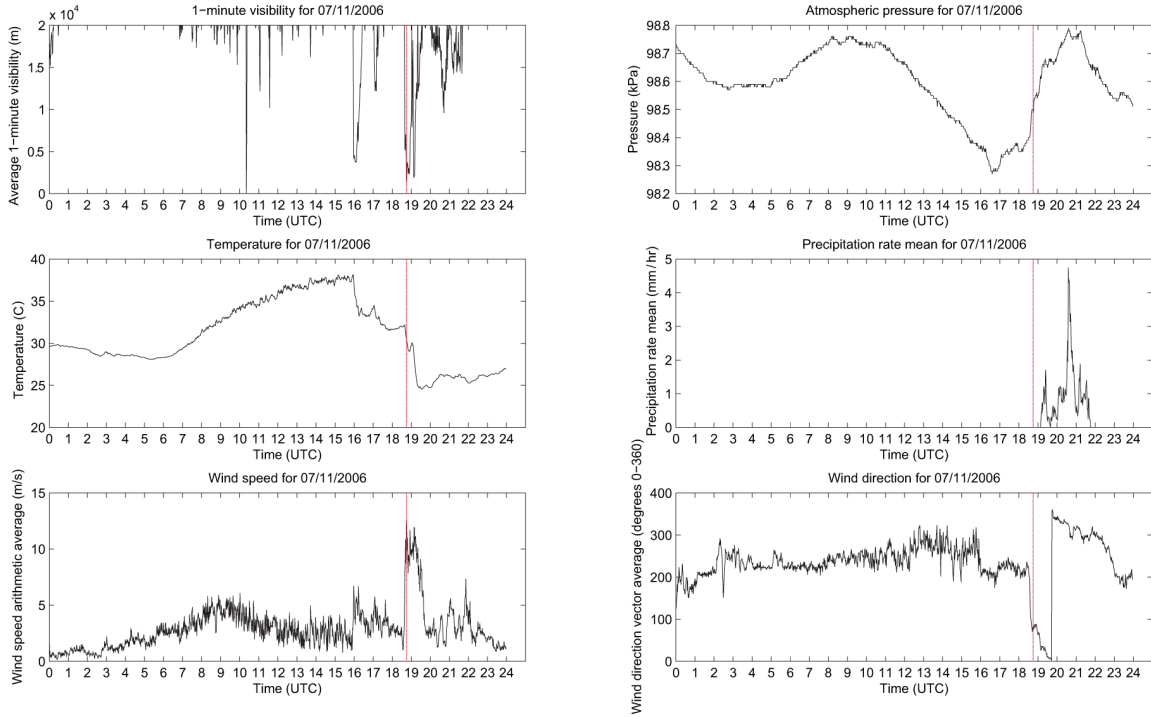 1−minute visibility for 07/11/2006
x 10⁴
Average 1−minute visibility (m)
2
1.5
1
0.5
0
0 1 2 3 4 5 6 7 8 9 10 11 12 13 14 15 16 17 18 19 20 21 22 23 24
Time (UTC)
Atmospheric pressure for 07/11/2006
Pressure (kPa)
988
987
986
985
984
983
982
0 1 2 3 4 5 6 7 8 9 10 11 12 13 14 15 16 17 18 19 20 21 22 23 24
Time (UTC)
Temperature for 07/11/2006
Temperature (C)
40
35
30
25
20
0 1 2 3 4 5 6 7 8 9 10 11 12 13 14 15 16 17 18 19 20 21 22 23 24
Time (UTC)
Precipitation rate mean for 07/11/2006
Precipitation rate mean (mm/hr)
5
4
3
2
1
0
0 1 2 3 4 5 6 7 8 9 10 11 12 13 14 15 16 17 18 19 20 21 22 23 24
Time (UTC)
Wind speed for 07/11/2006
Wind speed arithmetic average (m/s)
15
10
5
0
0 1 2 3 4 5 6 7 8 9 10 11 12 13 14 15 16 17 18 19 20 21 22 23 24
Time (UTC)
Wind direction for 07/11/2006
Wind direction vector average (degrees 0−360)
400
300
200
100
0
0 1 2 3 4 5 6 7 8 9 10 11 12 13 14 15 16 17 18 19 20 21 22 23 24
Time (UTC)